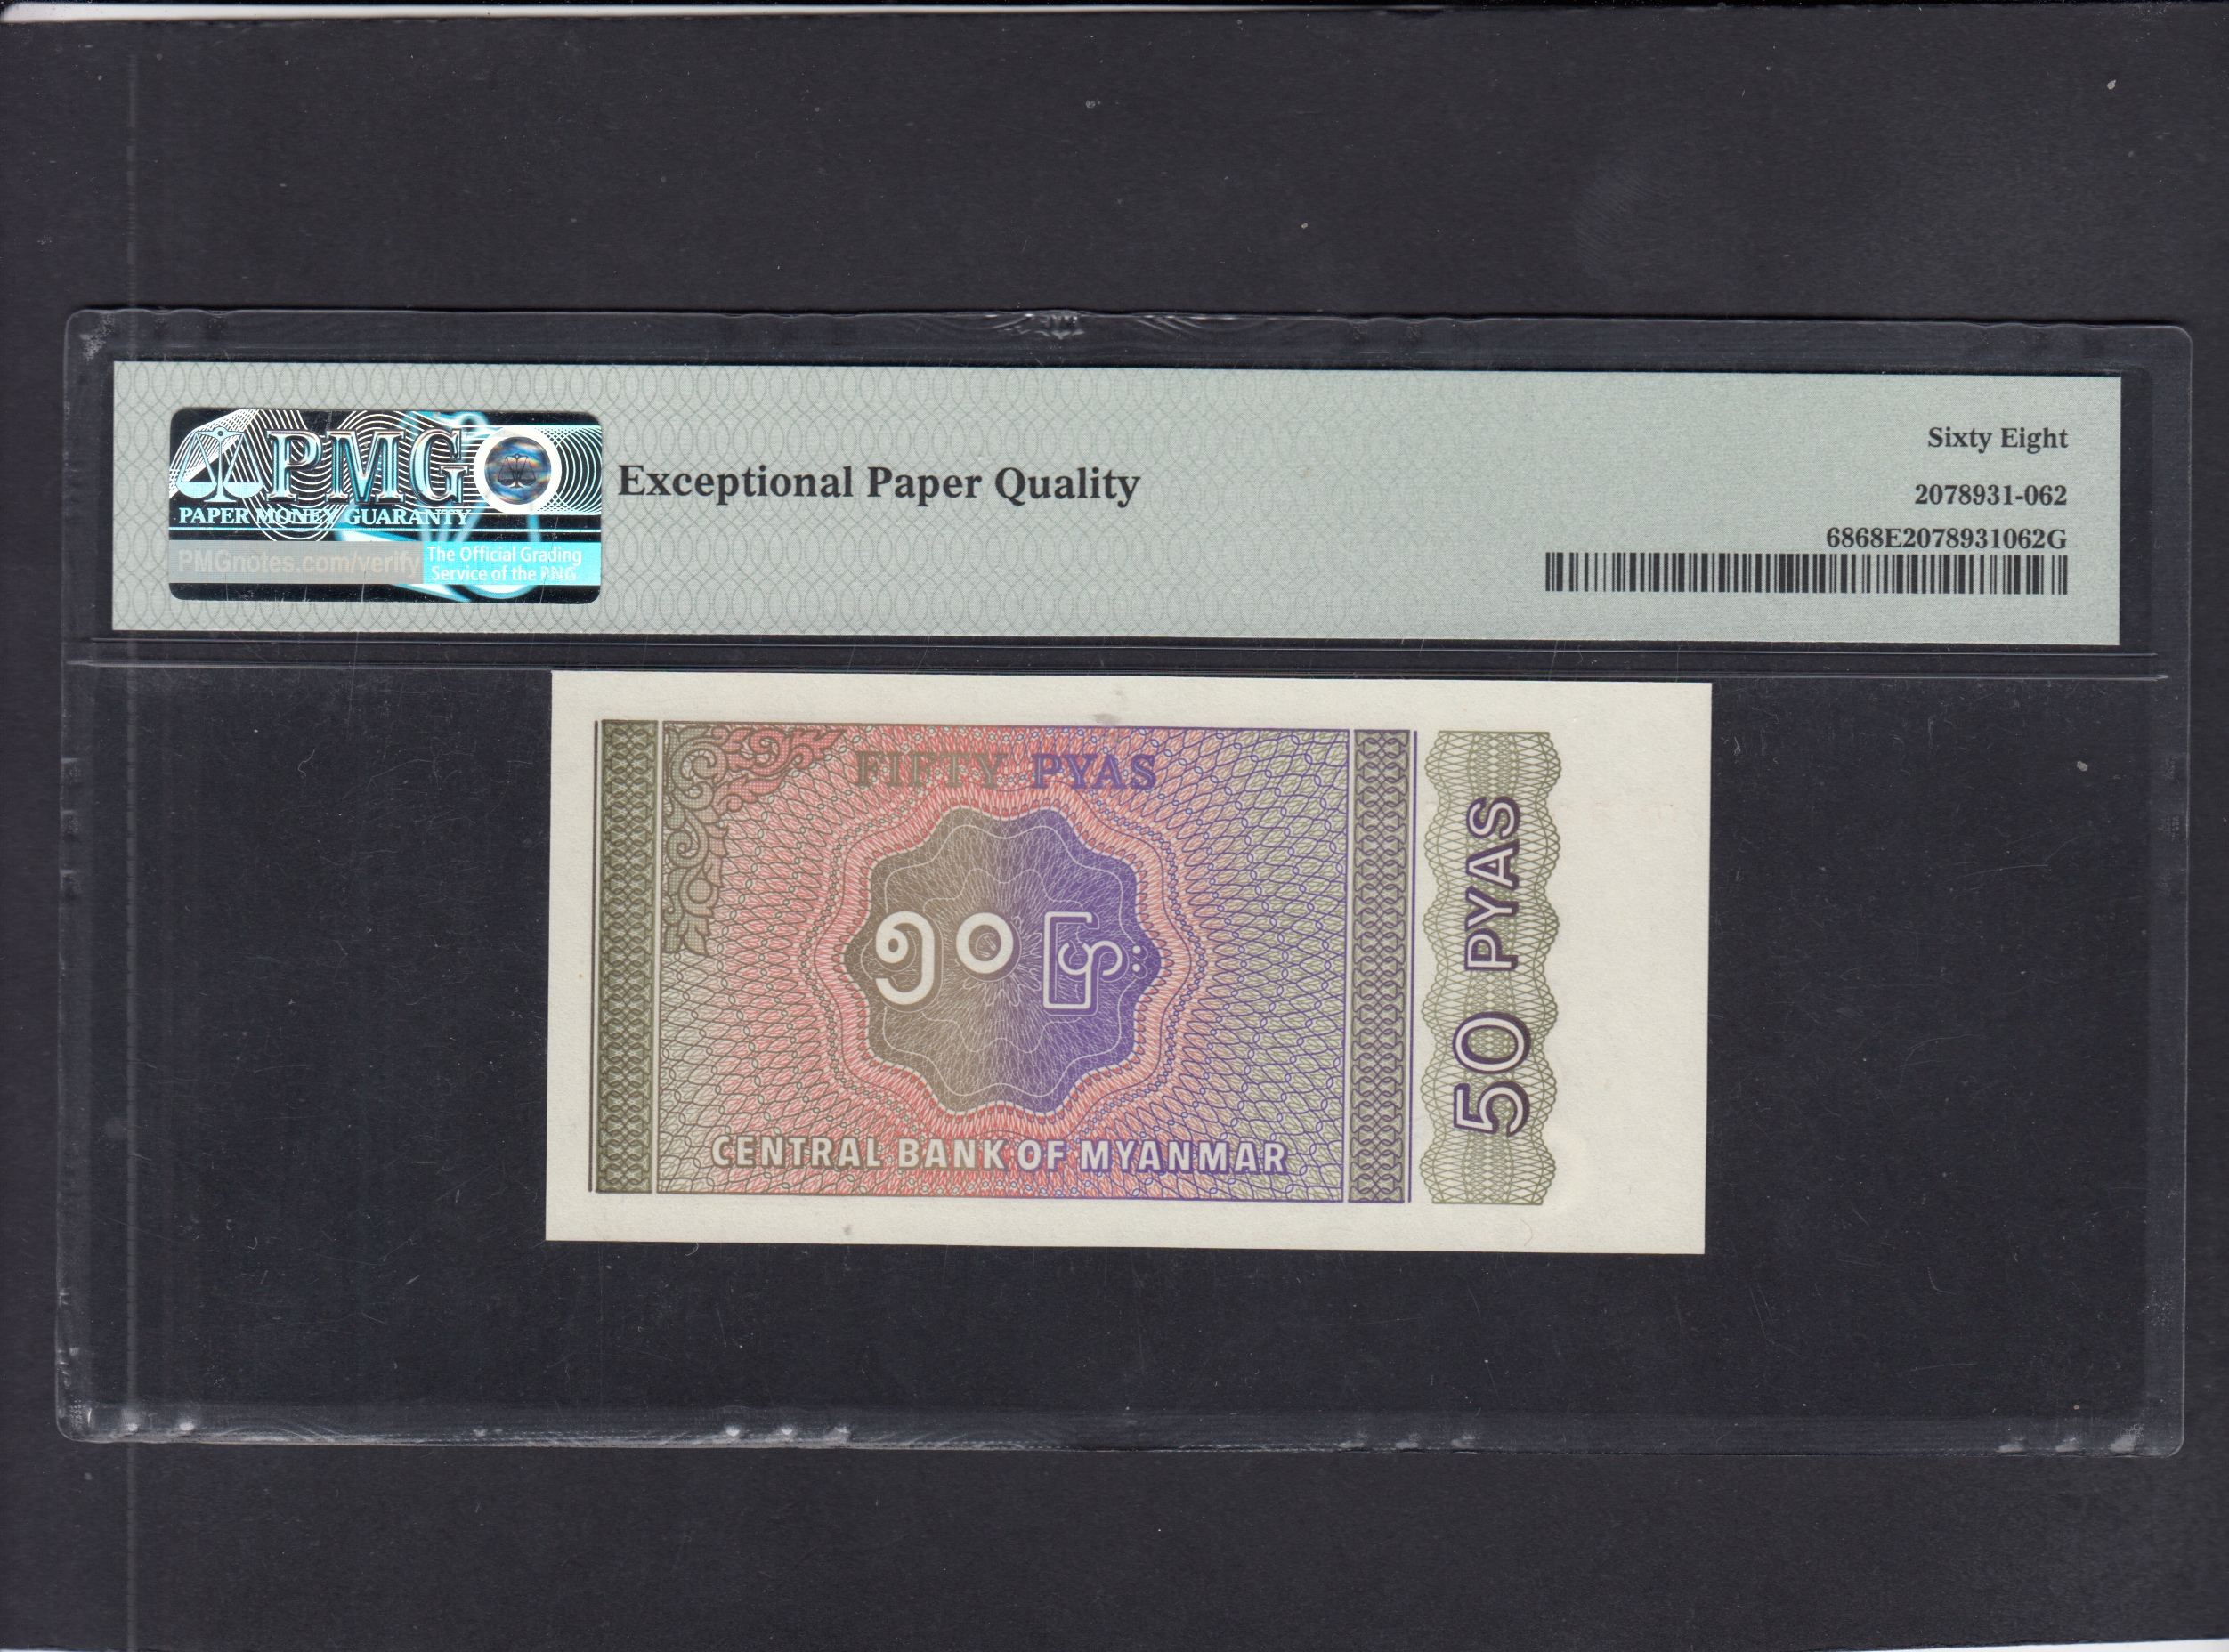 PMG
PAPER MONEY GUARANTY
PMGnotes.com/verify
The Official Grading
Service of the PNG
Exceptional Paper Quality
Sixty Eight
2078931-062
6868E2078931062G
FIFTY PYAS
၅၀ ပြား
CENTRAL BANK OF MYANMAR
50 PYAS